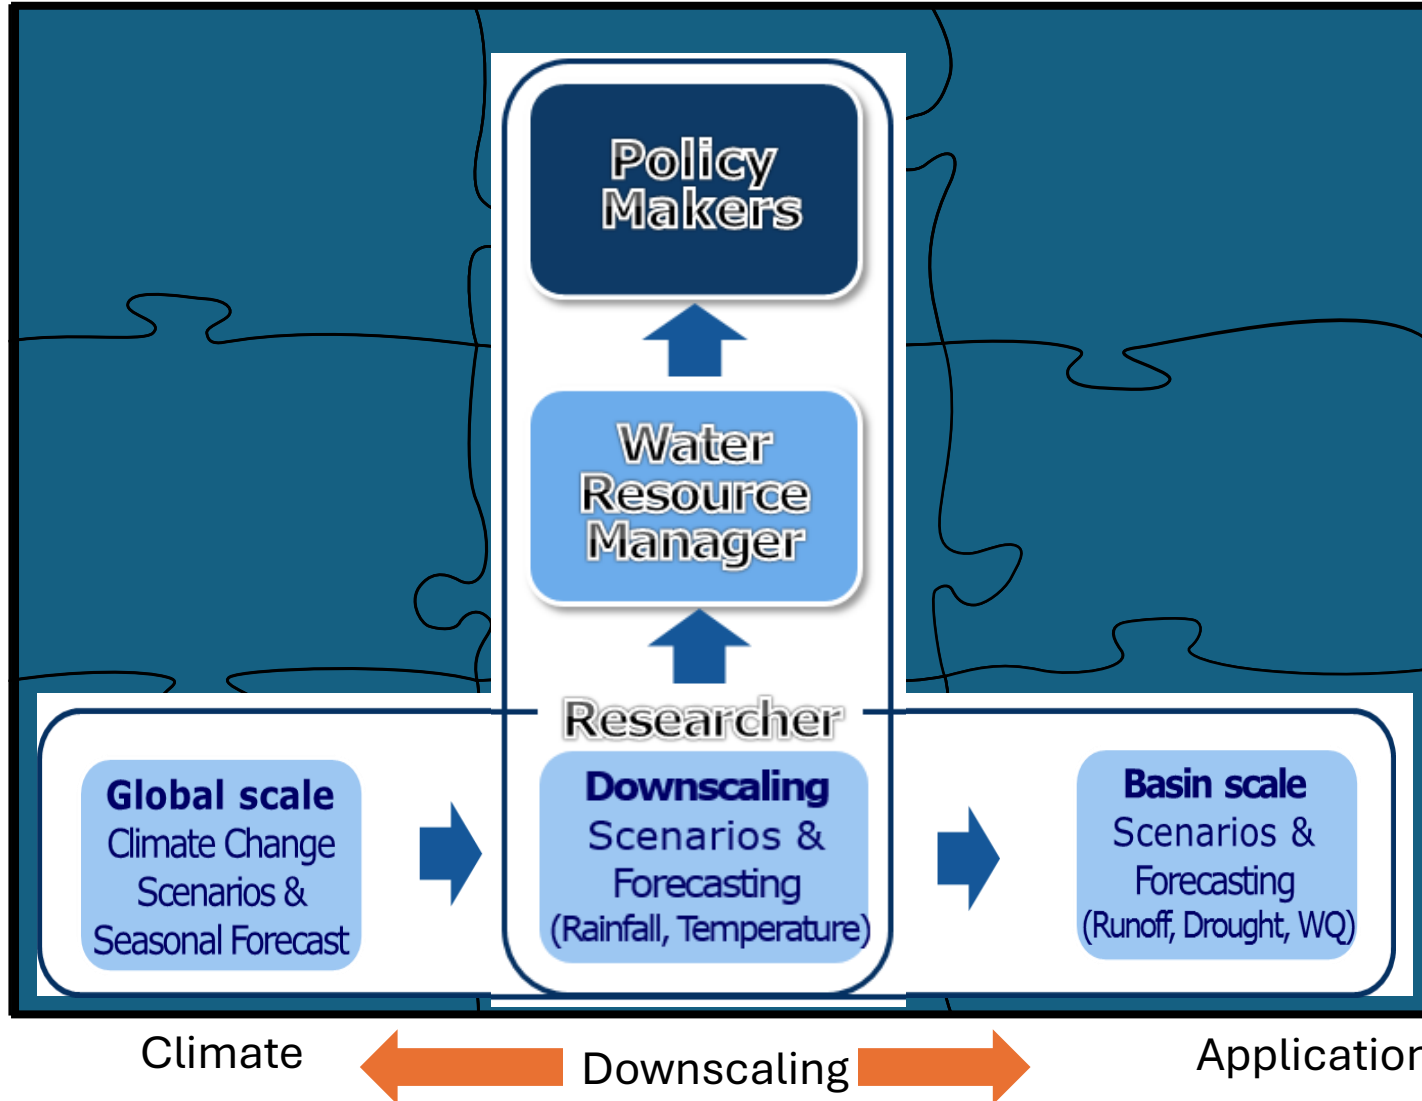 Policy
Makers
Water
Resource
Manager
Researcher
Global scale
Climate Change
Scenarios &
Seasonal Forecast
Downscaling
Scenarios &
Forecasting
(Rainfall, Temperature)
Basin scale
Scenarios &
Forecasting
(Runoff, Drought, WQ)
Climate
Downscaling
Application